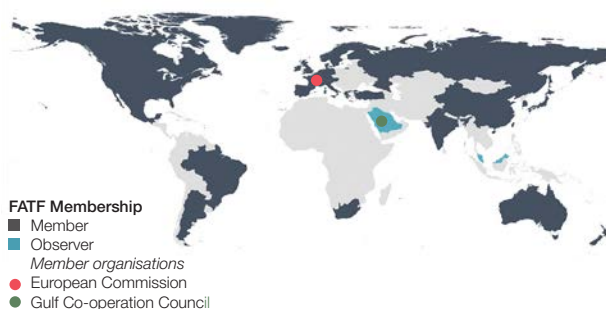 FATF Membership
Member
Observer
Member organisations
European Commission
Gulf Co-operation Council